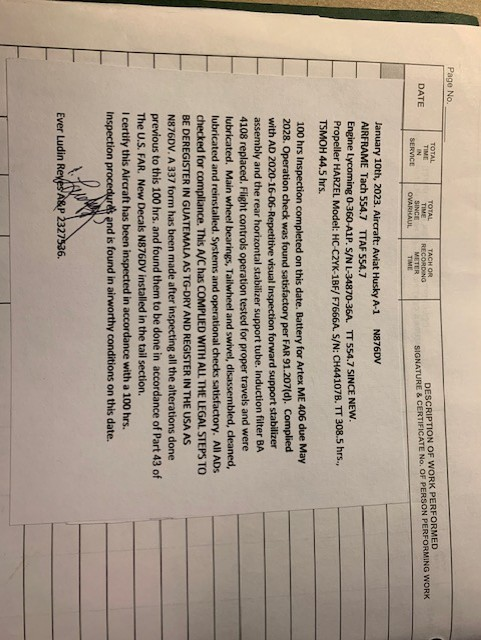 Page No.
DATE
TOTAL TIME IN SERVICE
TOTAL TIME SINCE OVERHAUL
TACH OR RECORDING METER TIME
DESCRIPTION OF WORK PERFORMED
SIGNATURE & CERTIFICATE No. OF PERSON PERFORMING WORK
January 10th, 2023. Aircraft: Aviat Husky A-1 N876DV
AIRFRAME Tach 554.7 TTAF 554.7
Engine Lycoming 0-360-A1P. S/N L-34870-36A. TT 554.7 SINCE NEW.
Propeller HARZEL Model: HC-C2YK-1BF/ F7666A. S/N: CH44107B. TT 308.5 hrs.,
TSMOH 44.5 hrs.
100 hrs Inspection completed on this date. Battery for Artex ME 406 due May
2028. Operation check was found satisfactory per FAR 91.207(d). Complied
with AD 2020-16-06-Repetitive visual Inspection forward support stabilizer
assembly and the rear horizontal stabilizer support tube. Induction filter BA
4108 replaced. Flight controls operation tested for proper travels and were
lubricated. Main wheel bearings, Tailwheel and swivel, disassembled, cleaned,
lubricated and reinstalled. Systems and operational checks satisfactory. All ADs
checked for compliance. This A/C has COMPLIED WITH ALL THE LEGAL STEPS TO
BE DEREGISTER IN GUATEMALA AS TG-DRY AND REGISTER IN THE USA AS
N876DV. A 337 form has been made after inspecting all the alterations done
previous to this 100 hrs. and found them to be done in accordance of Part 43 of
The U.S. FAR. New Decals N876DV installed in the tail section.
I certify this Aircraft has been inspected in accordance with a 100 hrs.
Inspection procedures and is found in airworthy conditions on this date.
Ever Ludin Reyes A&P 2327536.